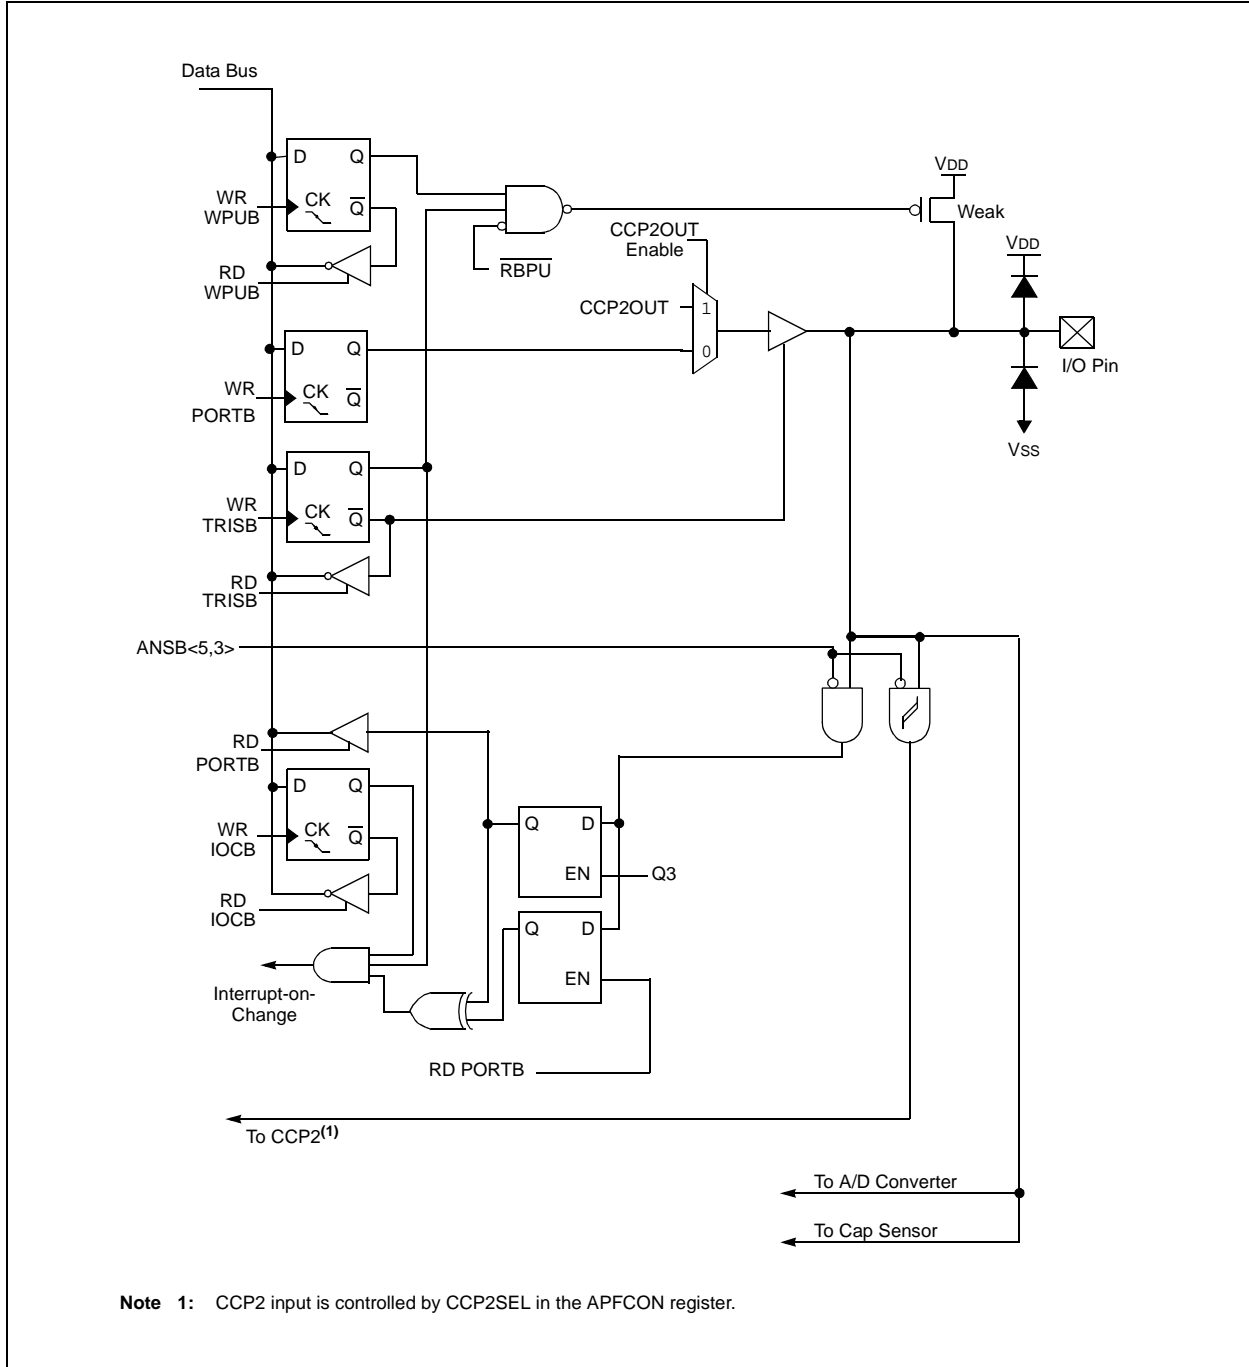 Data Bus
D Q
CK
Q̅
WR
WPUB
RD
WPUB
R̅B̅P̅U̅
CCP2OUT
Enable
CCP2OUT
1
0
VDD
Weak
VDD
I/O Pin
VSS
D Q
CK
Q̅
WR
PORTB
D Q
CK
Q̅
WR
TRISB
RD
TRISB
ANSB<5,3>
RD
PORTB
D Q
CK
Q̅
WR
IOCB
RD
IOCB
Q D
EN
Q3
Q D
EN
Interrupt-on-
Change
RD PORTB
To CCP2(1)
To A/D Converter
To Cap Sensor
Note 1: CCP2 input is controlled by CCP2SEL in the APFCON register.